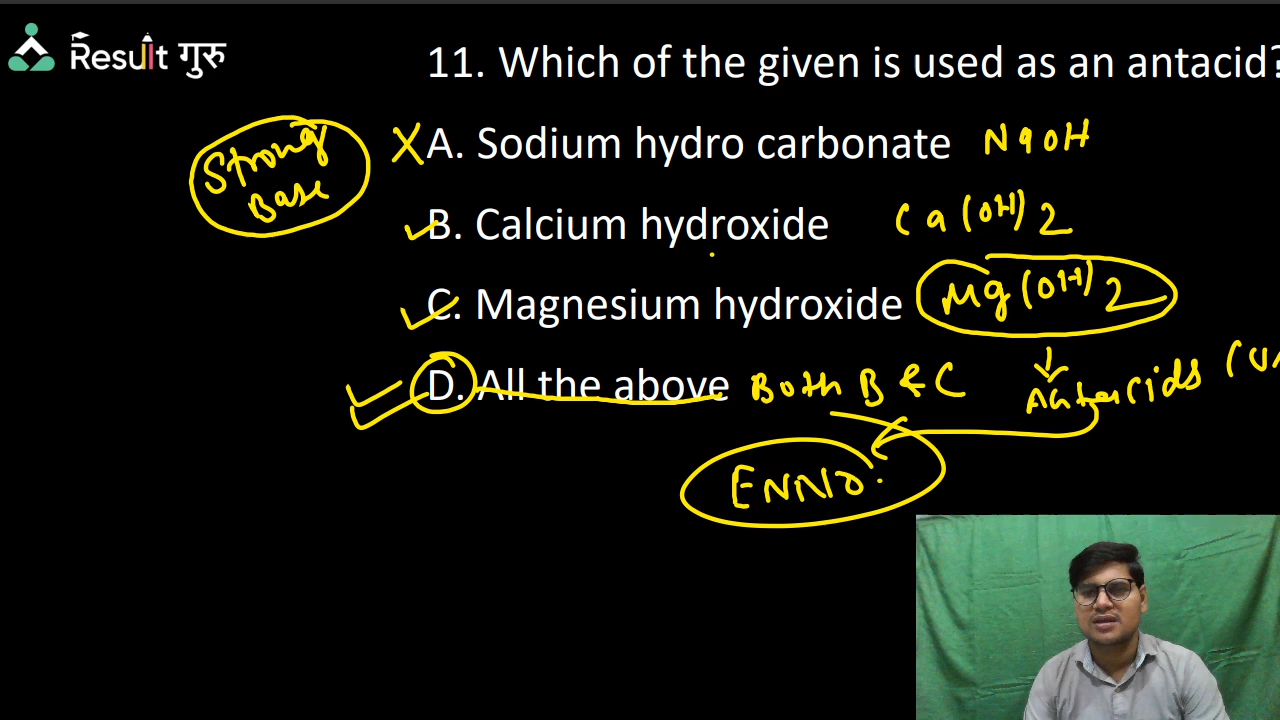 Result गुरु
11. Which of the given is used as an antacid?
Strong Base
X A. Sodium hydro carbonate NaOH
B. Calcium hydroxide Ca(OH)2
C. Magnesium hydroxide Mg(OH)2
D. All the above Both B & C Antacids
ENNO.